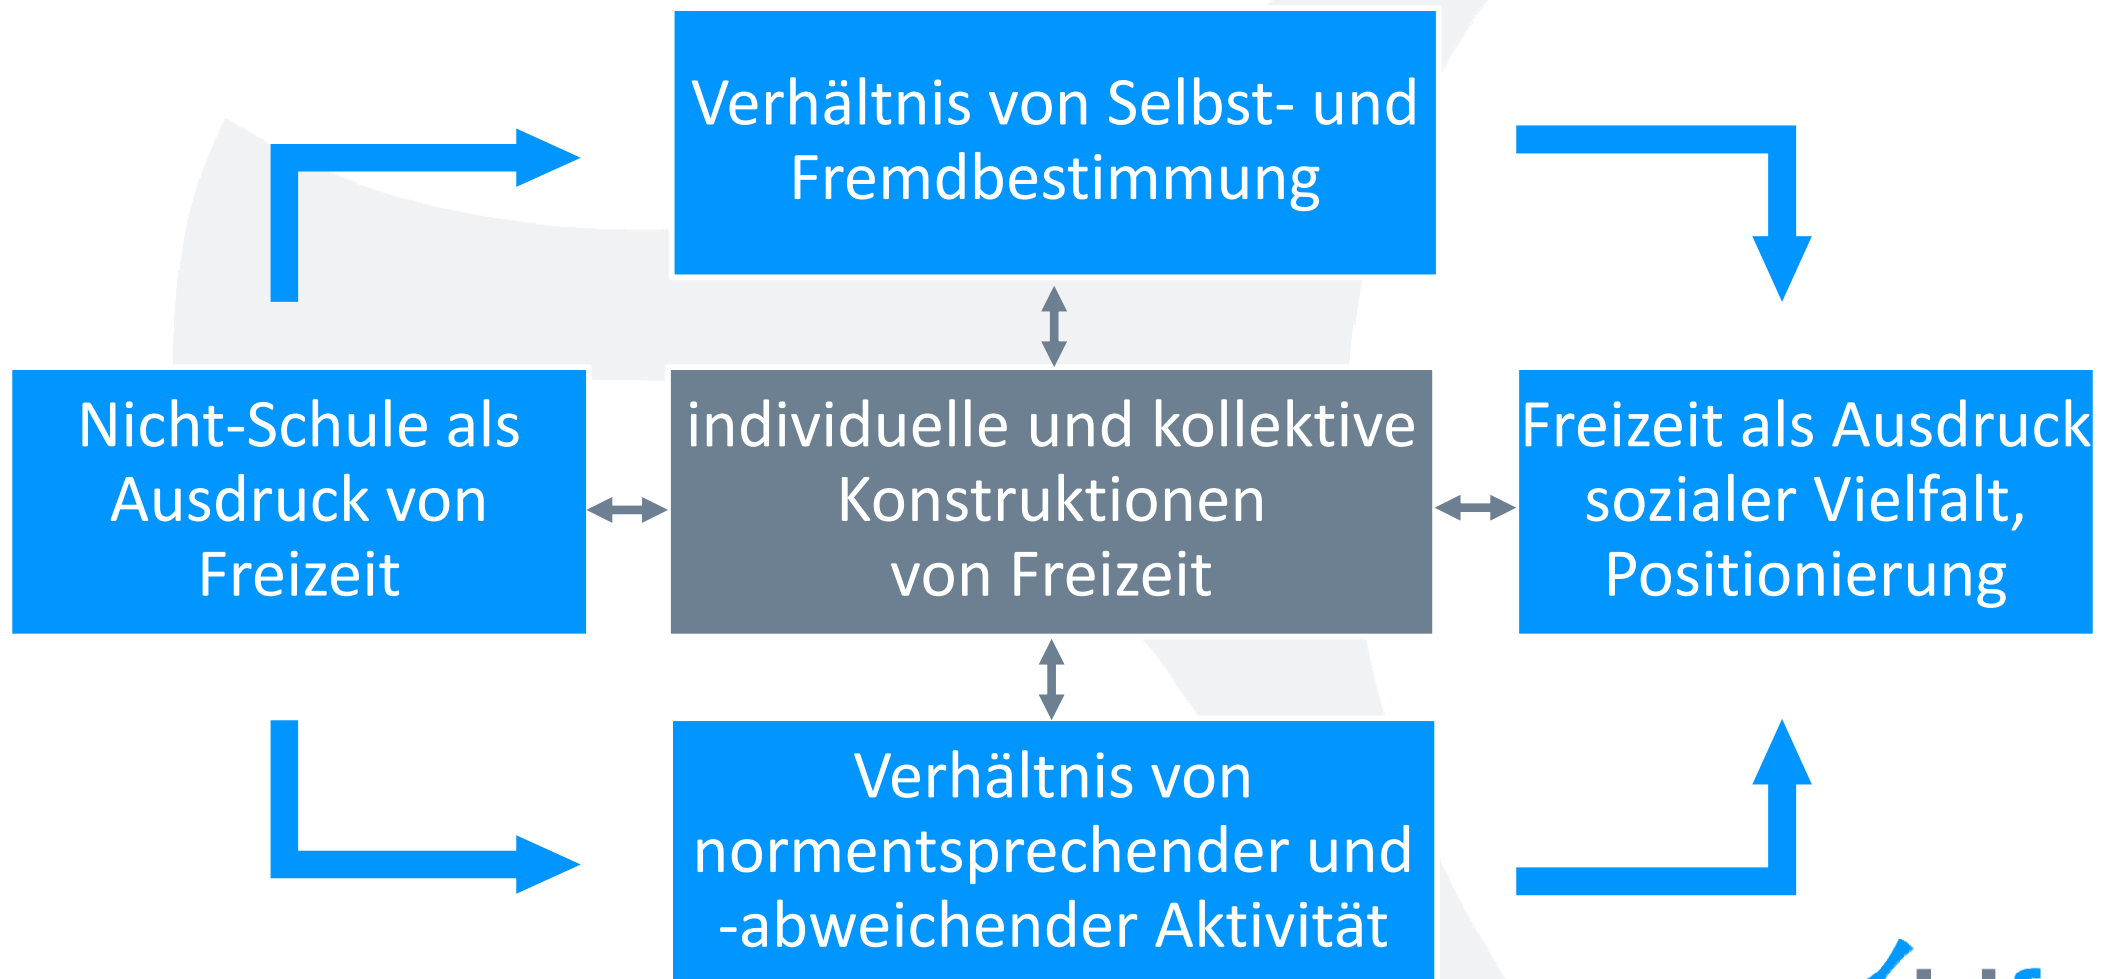 Verhältnis von Selbst- und
Fremdbestimmung
Nicht-Schule als
Ausdruck von
Freizeit
individuelle und kollektive
Konstruktionen
von Freizeit
Freizeit als Ausdruck
sozialer Vielfalt,
Positionierung
Verhältnis von
normentsprechender und
-abweichender Aktivität